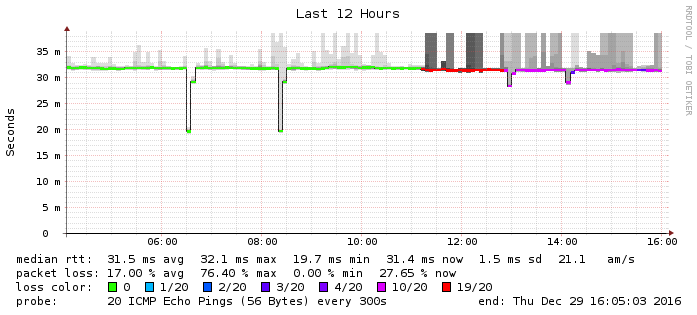 Last 12 Hours
RRDTOOL / TOBI OETIKER
Seconds
35 m
30 m
25 m
20 m
15 m
10 m
5 m
0
06:00 08:00 10:00 12:00 14:00 16:00
median rtt: 31.5 ms avg 32.1 ms max 19.7 ms min 31.4 ms now 1.5 ms sd 21.1 am/s
packet loss: 17.00 % avg 76.40 % max 0.00 % min 27.65 % now
loss color: 0 1/20 2/20 3/20 4/20 10/20 19/20
probe: 20 ICMP Echo Pings (56 Bytes) every 300s end: Thu Dec 29 16:05:03 2016